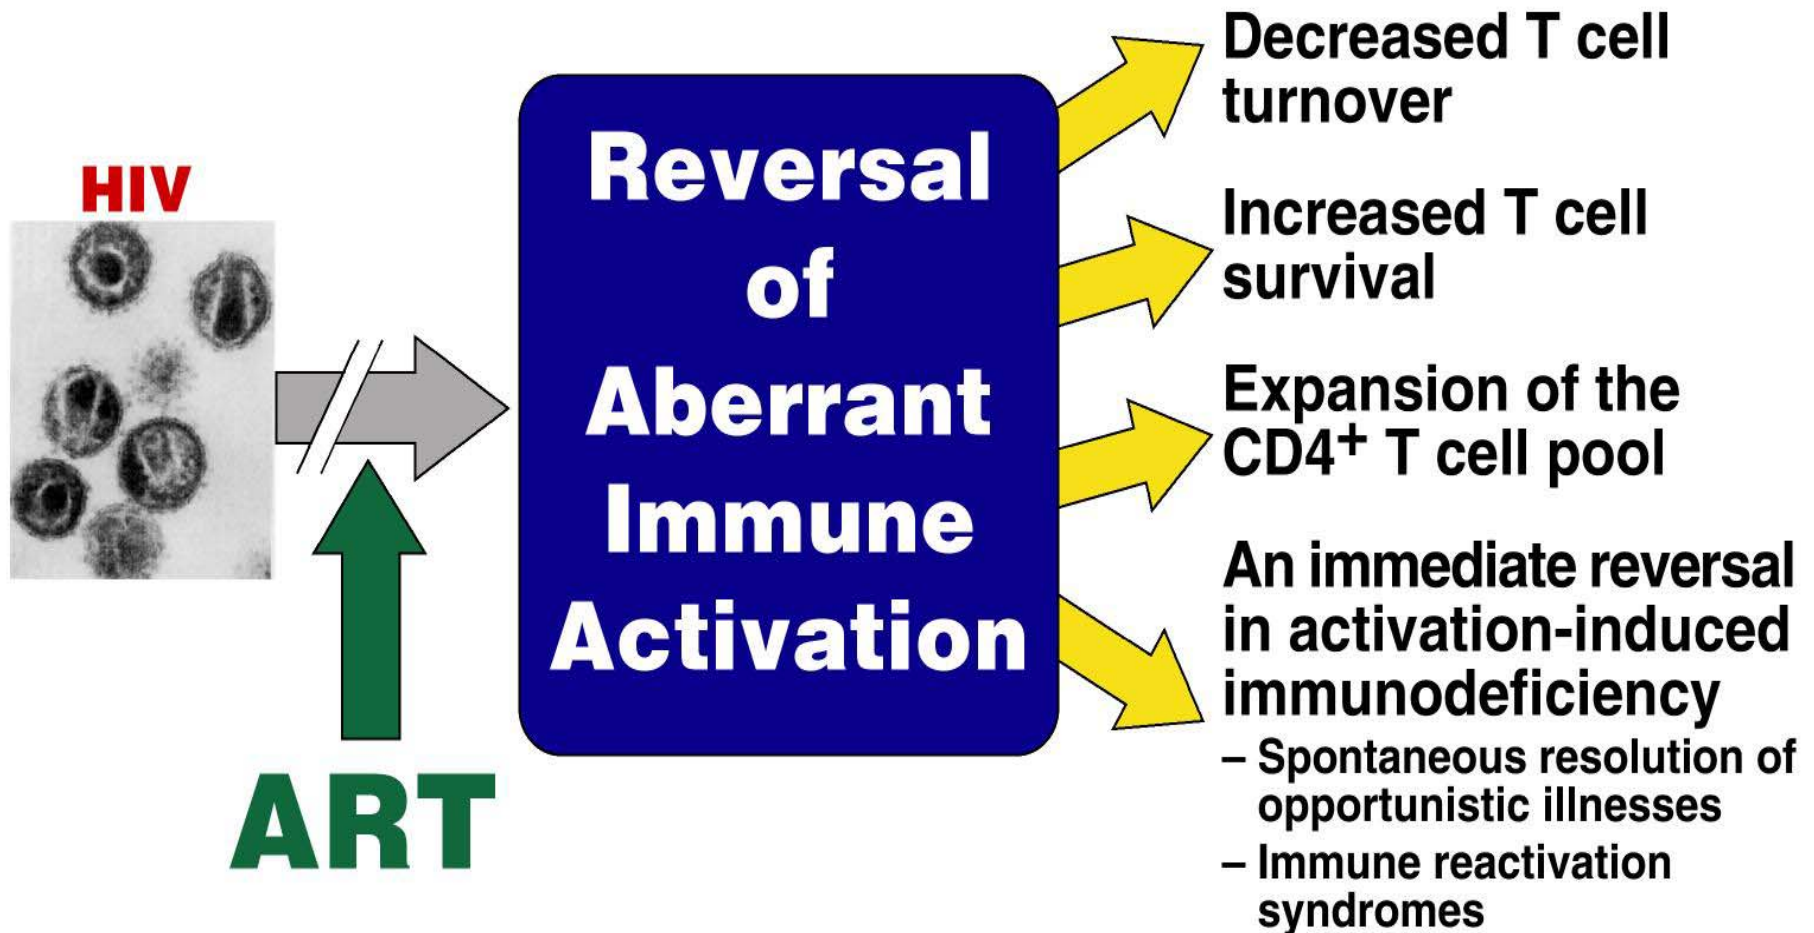 HIV
ART
Reversal
of
Aberrant
Immune
Activation
Decreased T cell
turnover
Increased T cell
survival
Expansion of the
CD4⁺ T cell pool
An immediate reversal
in activation-induced
immunodeficiency
– Spontaneous resolution of
opportunistic illnesses
– Immune reactivation
syndromes